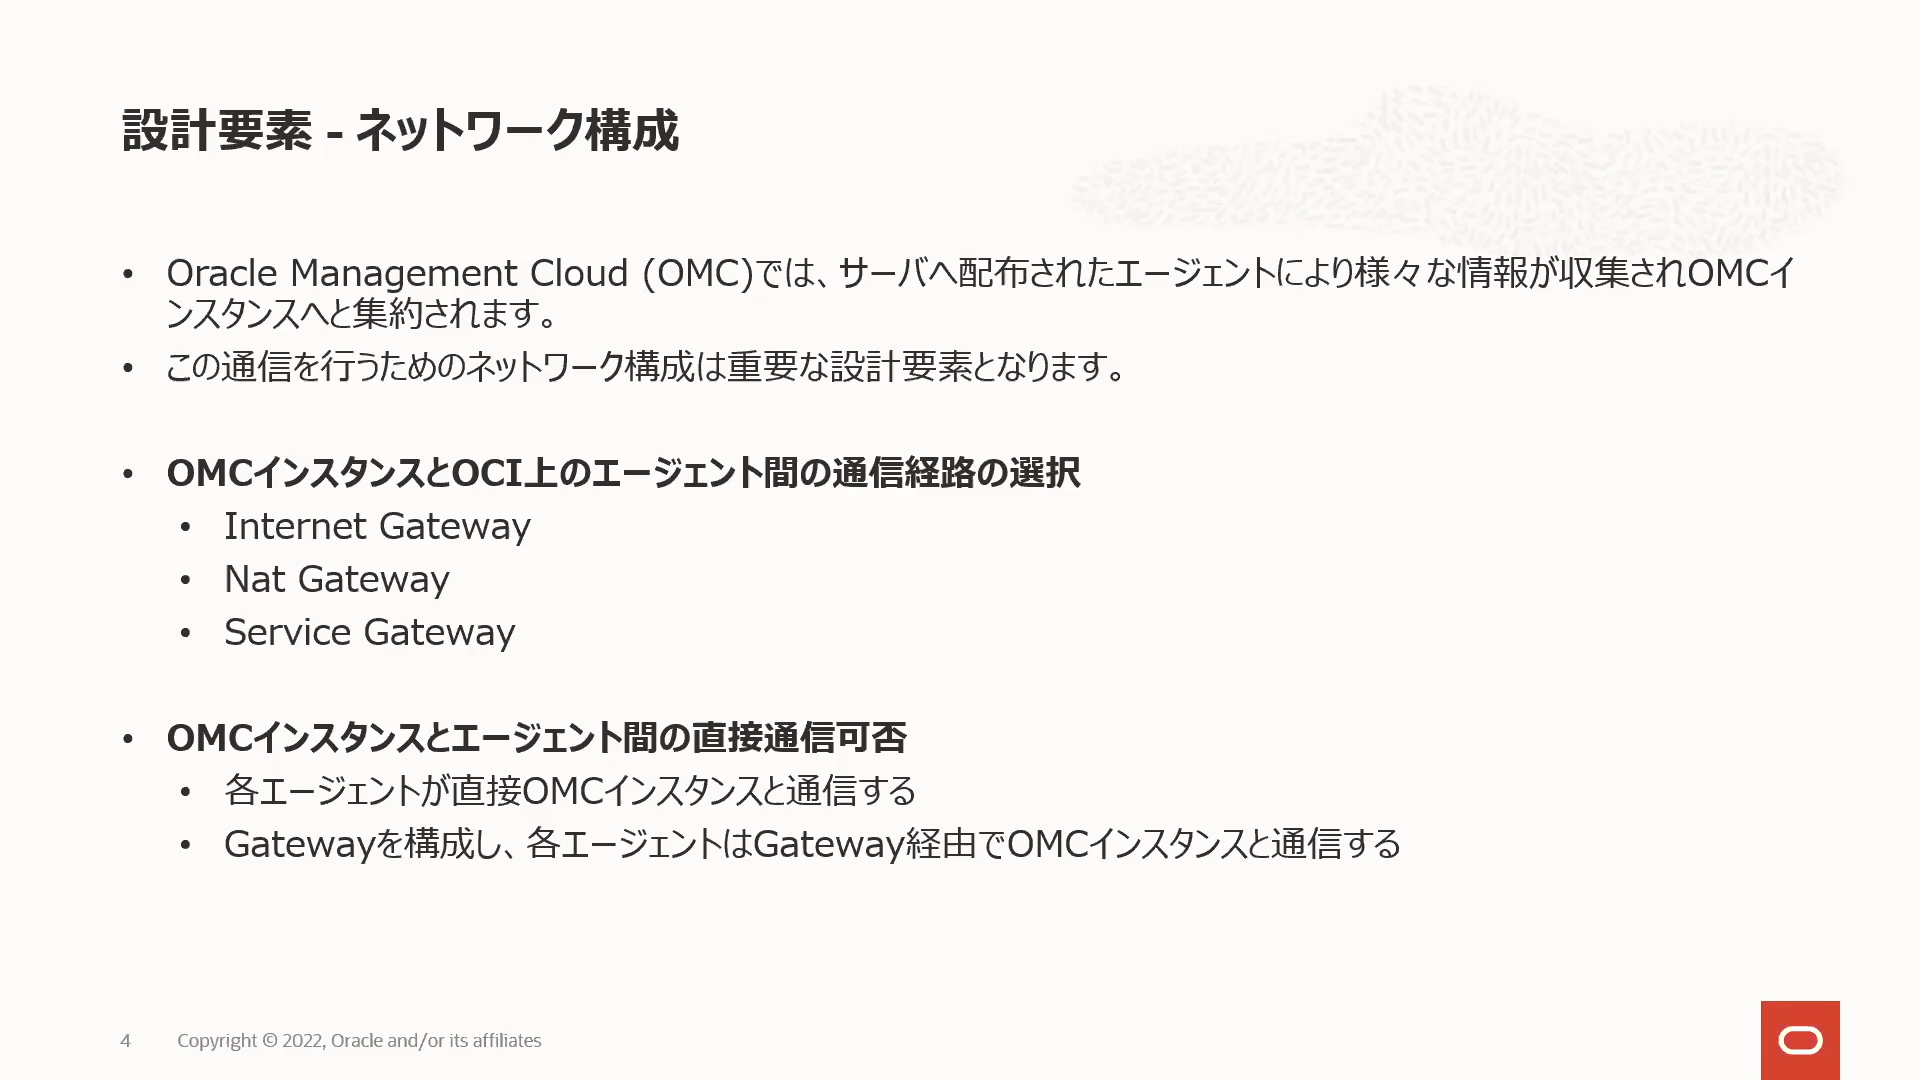 設計要素 - ネットワーク構成
• Oracle Management Cloud (OMC)では、サーバへ配布されたエージェントにより様々な情報が収集されOMCイ
ンスタンスへと集約されます。
• この通信を行うためのネットワーク構成は重要な設計要素となります。
• OMCインスタンスとOCI上のエージェント間の通信経路の選択
• Internet Gateway
• Nat Gateway
• Service Gateway
• OMCインスタンスとエージェント間の直接通信可否
• 各エージェントが直接OMCインスタンスと通信する
• Gatewayを構成し、各エージェントはGateway経由でOMCインスタンスと通信する
4 Copyright © 2022, Oracle and/or its affiliates